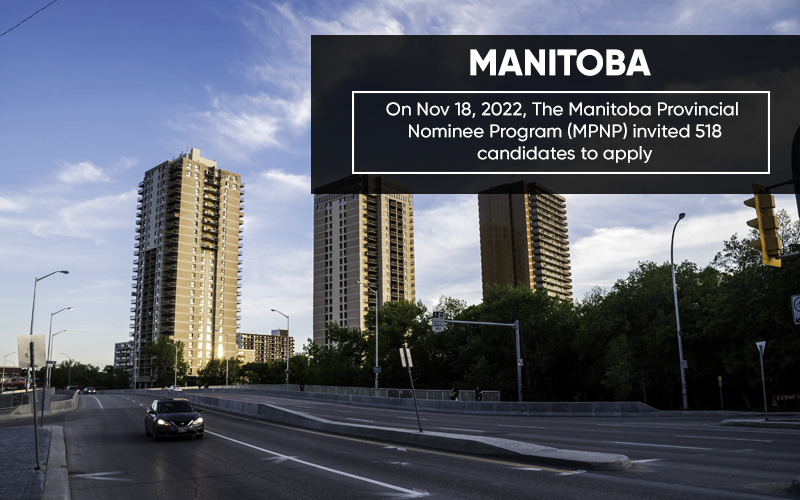 MANITOBA
On Nov 18, 2022, The Manitoba Provincial
Nominee Program (MPNP) invited 518
candidates to apply